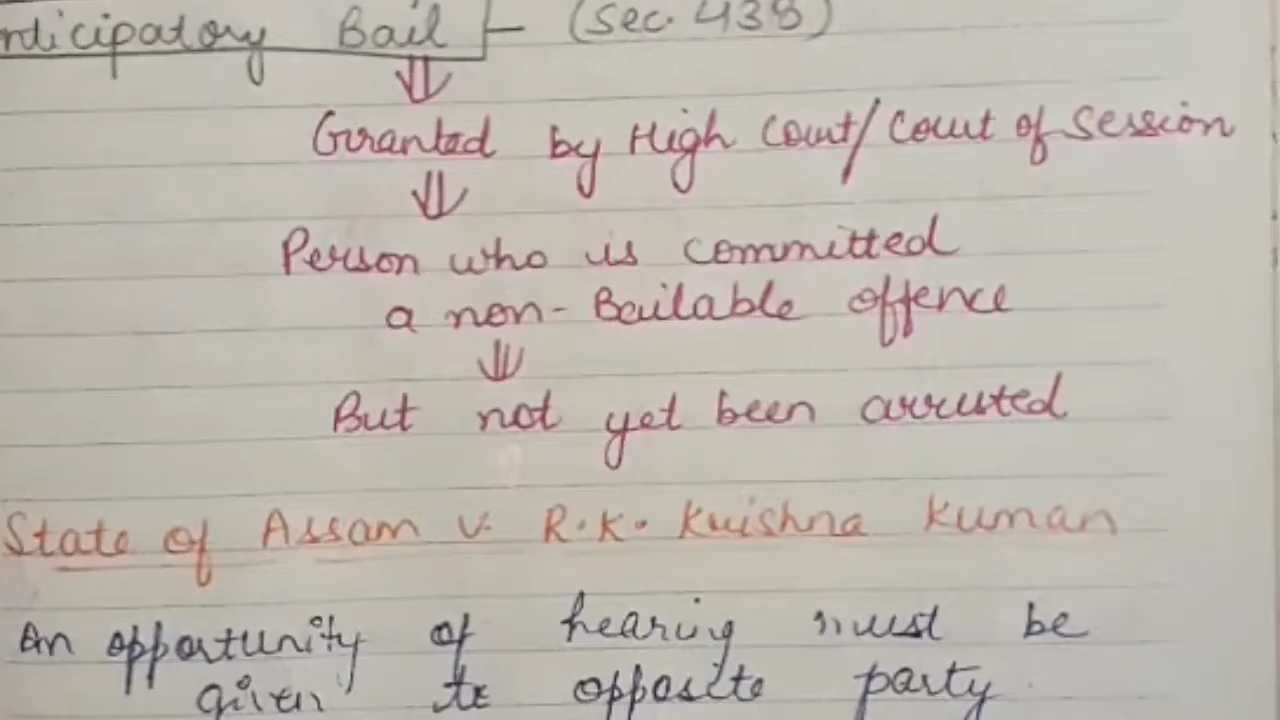 nticipatory Bail - (Sec. 438)
Granted by High Court/Court of Session
Person who is committed
a non-Bailable offence
But not yet been arrested
State of Assam v. R.K. Krishna Kumar
An opportunity of hearing must be
given to opposite party.